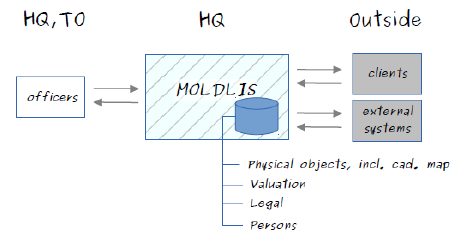 HQ, TO
HQ
Outside
officers
MOLDLIS
clients
external
systems
Physical objects, incl. cad. map
Valuation
Legal
Persons